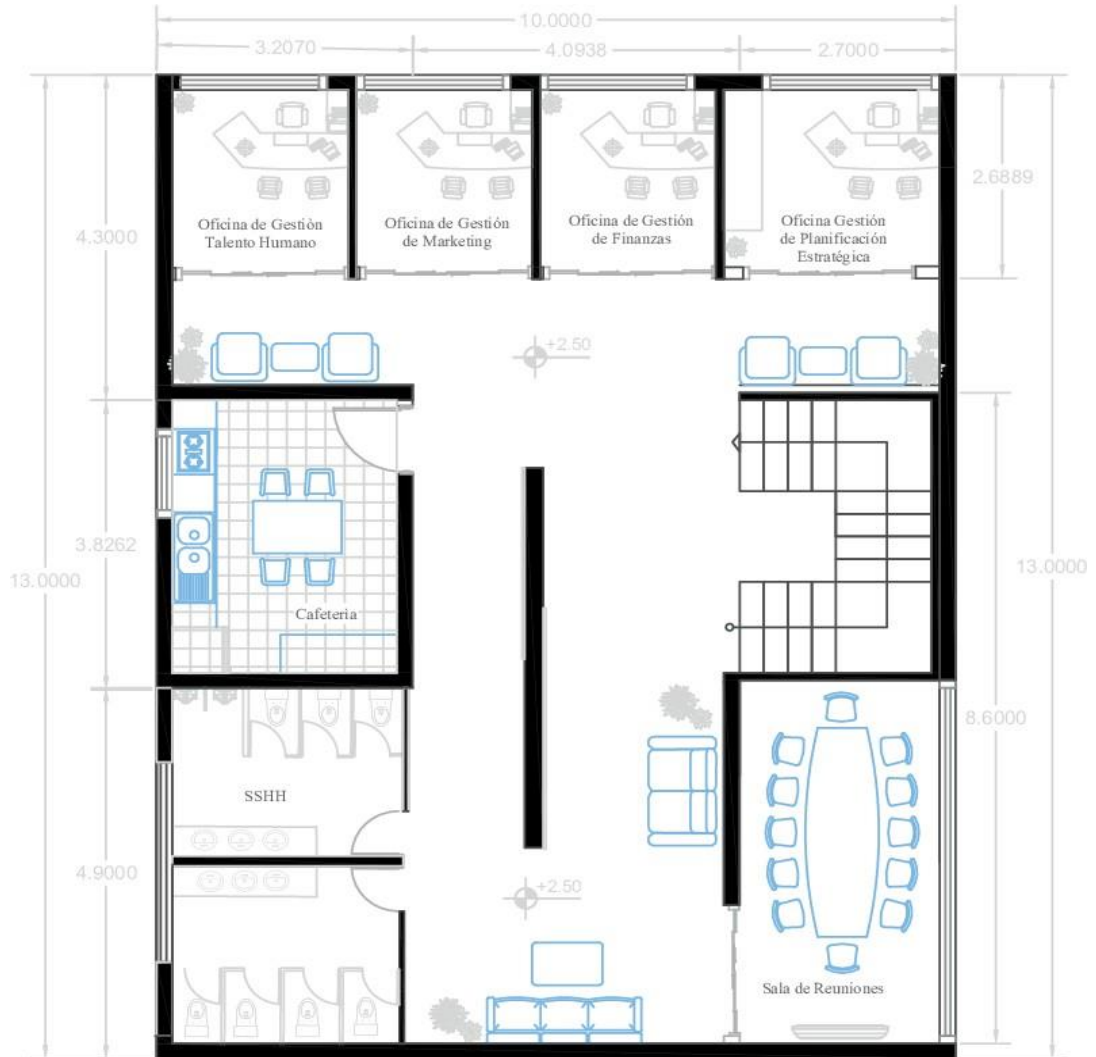 10.0000
3.2070
4.0938
2.7000
Oficina de Gestión
Talento Humano
Oficina de Gestión
de Marketing
Oficina de Gestión
de Finanzas
Oficina Gestión
de Planificación
Estratégica
2.6889
4.3000
+2.50
3.8262
13.0000
13.0000
Cafeteria
8.6000
SSHH
4.9000
+2.50
Sala de Reuniones